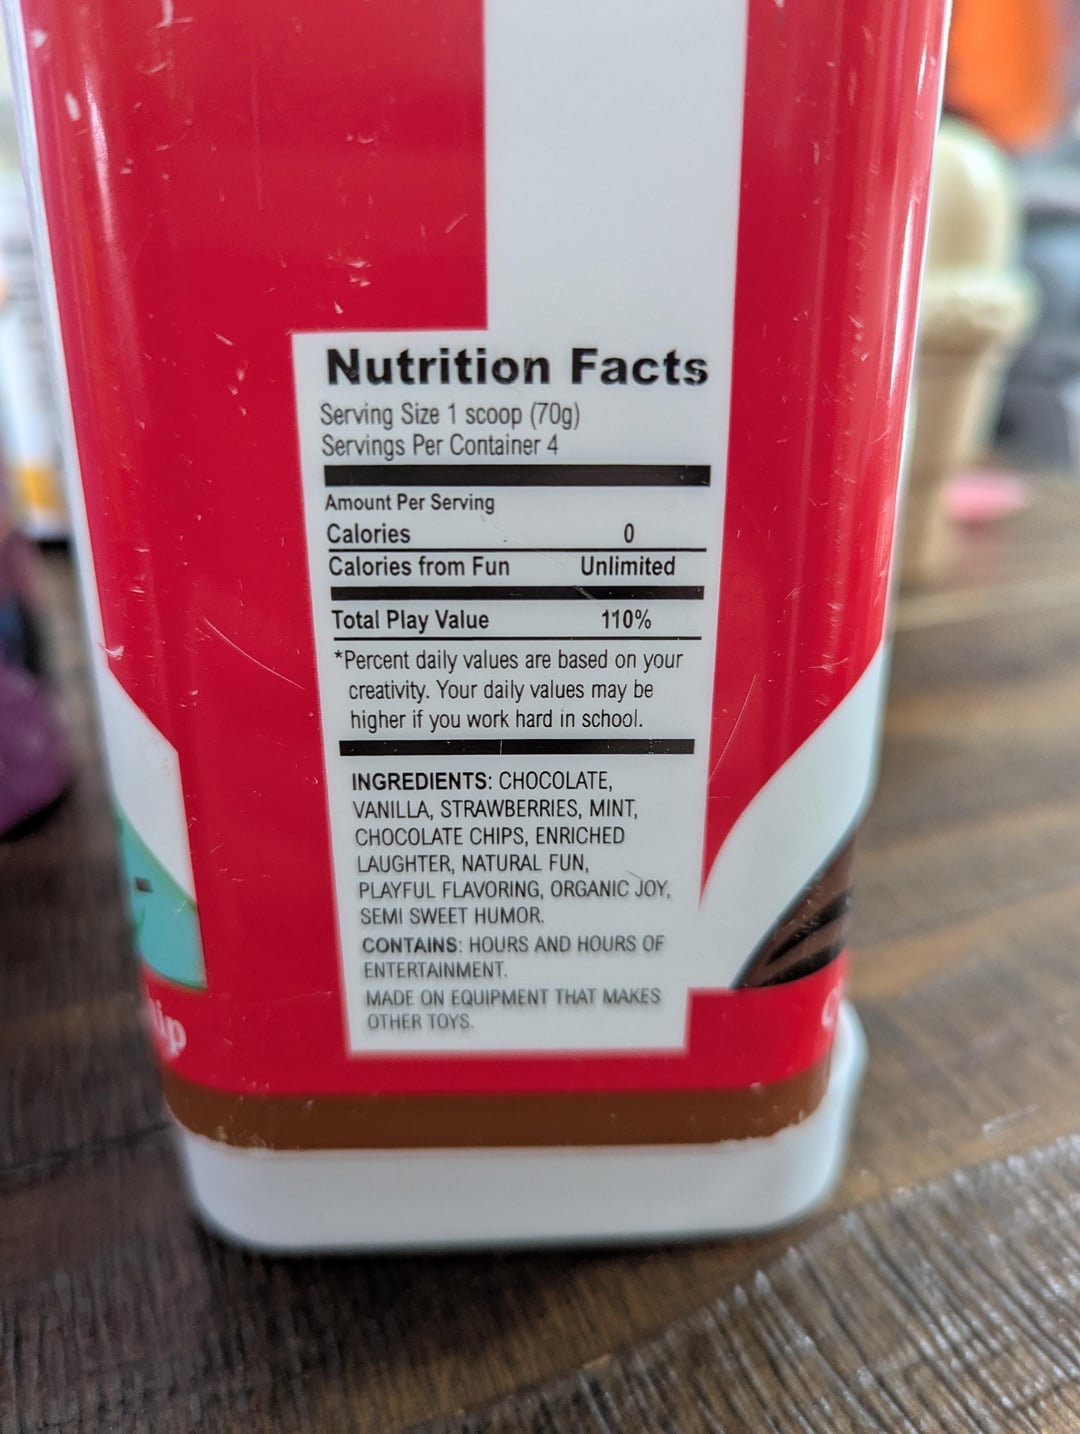 Nutrition Facts
Serving Size 1 scoop (70g)
Servings Per Container 4
Amount Per Serving
Calories 0
Calories from Fun Unlimited
Total Play Value 110%
*Percent daily values are based on your
creativity. Your daily values may be
higher if you work hard in school.
INGREDIENTS: CHOCOLATE,
VANILLA, STRAWBERRIES, MINT,
CHOCOLATE CHIPS, ENRICHED
LAUGHTER, NATURAL FUN,
PLAYFUL FLAVORING, ORGANIC JOY,
SEMI SWEET HUMOR.
CONTAINS: HOURS AND HOURS OF
ENTERTAINMENT.
MADE ON EQUIPMENT THAT MAKES
OTHER TOYS.